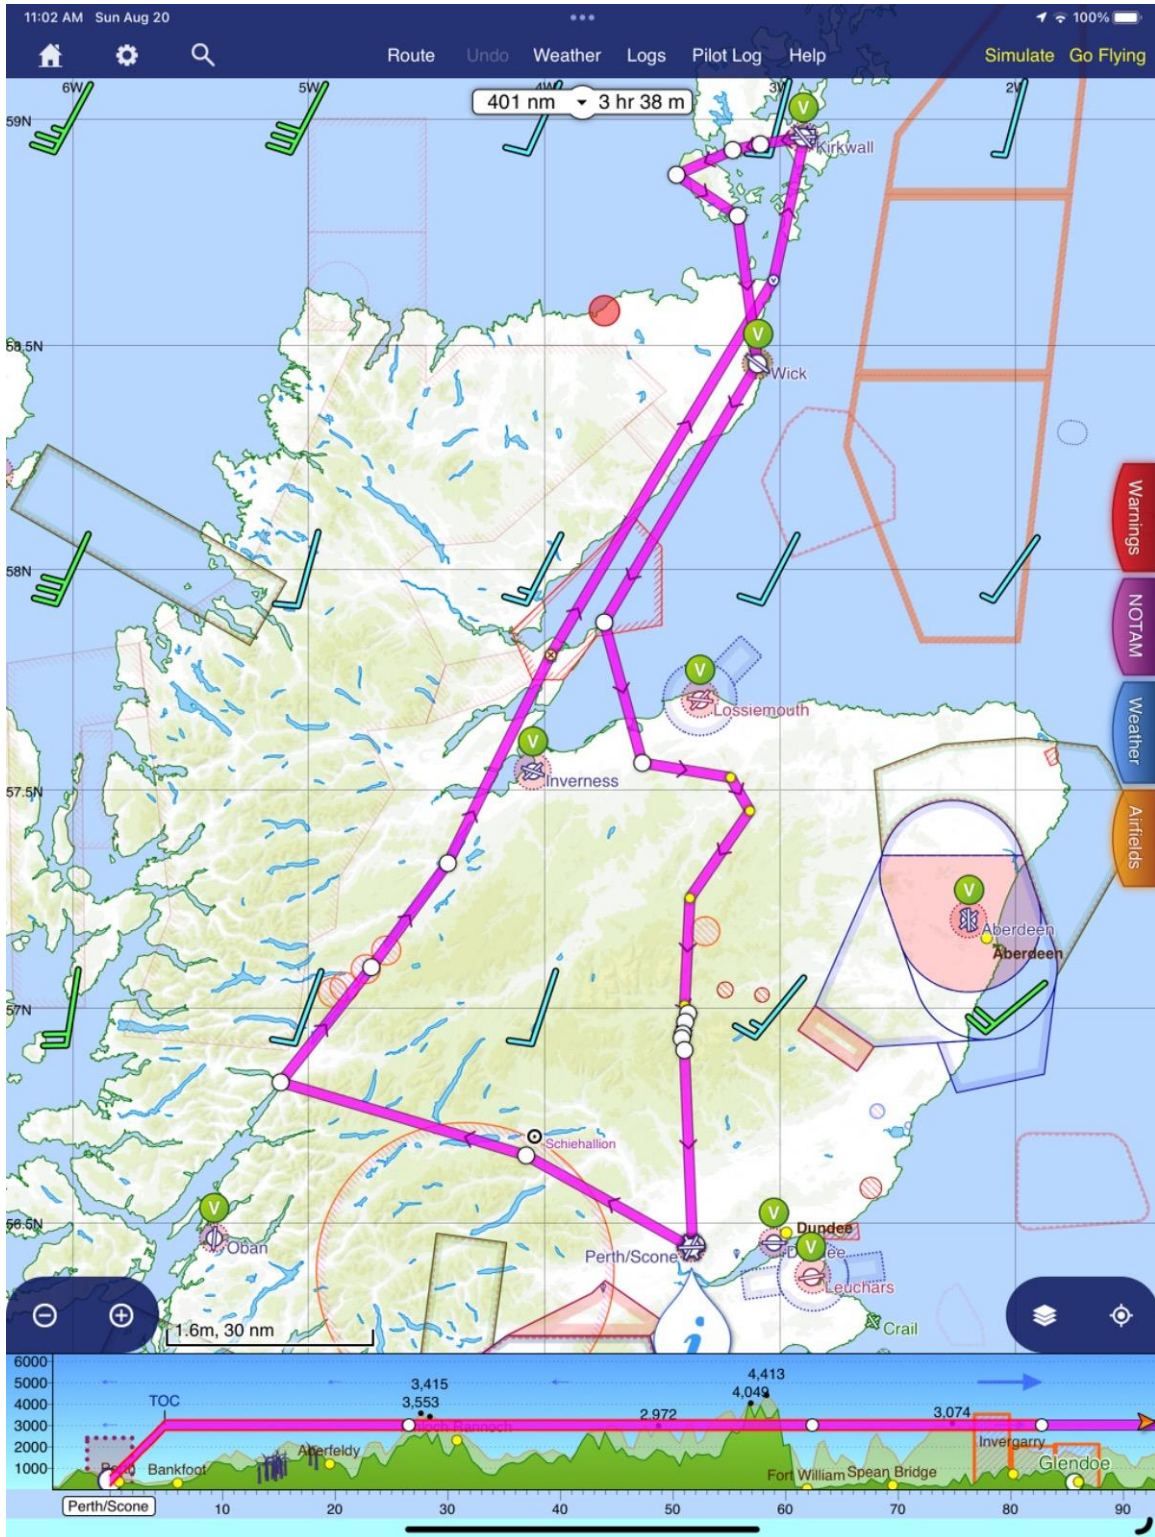 11:02 AM Sun Aug 20
100%
Route Undo Weather Logs Pilot Log Help Simulate Go Flying
6W 5W 4W 3W 2W
401 nm 3 hr 38 m
V
59N
Kirkwall
58.5N
V
Wick
Warnings
58N
NOTAM
V
Lossiemouth
Weather
V
Inverness
57.5N
Airfields
V
Aberdeen
Aberdeen
57N
Schiehallion
V
V
56.5N
Dundee
Oban
Perth/Scone
V
Leuchars
i
Crail
1.6m, 30 nm
6000
5000
4000
3000
2000
1000
TOC
3,415
3,553
4,413
4,049
2,972
3,074
Bankfoot
Aberfeldy
Fort William
Spean Bridge
Invergarry
Glendoe
Perth/Scone
10 20 30 40 50 60 70 80 90